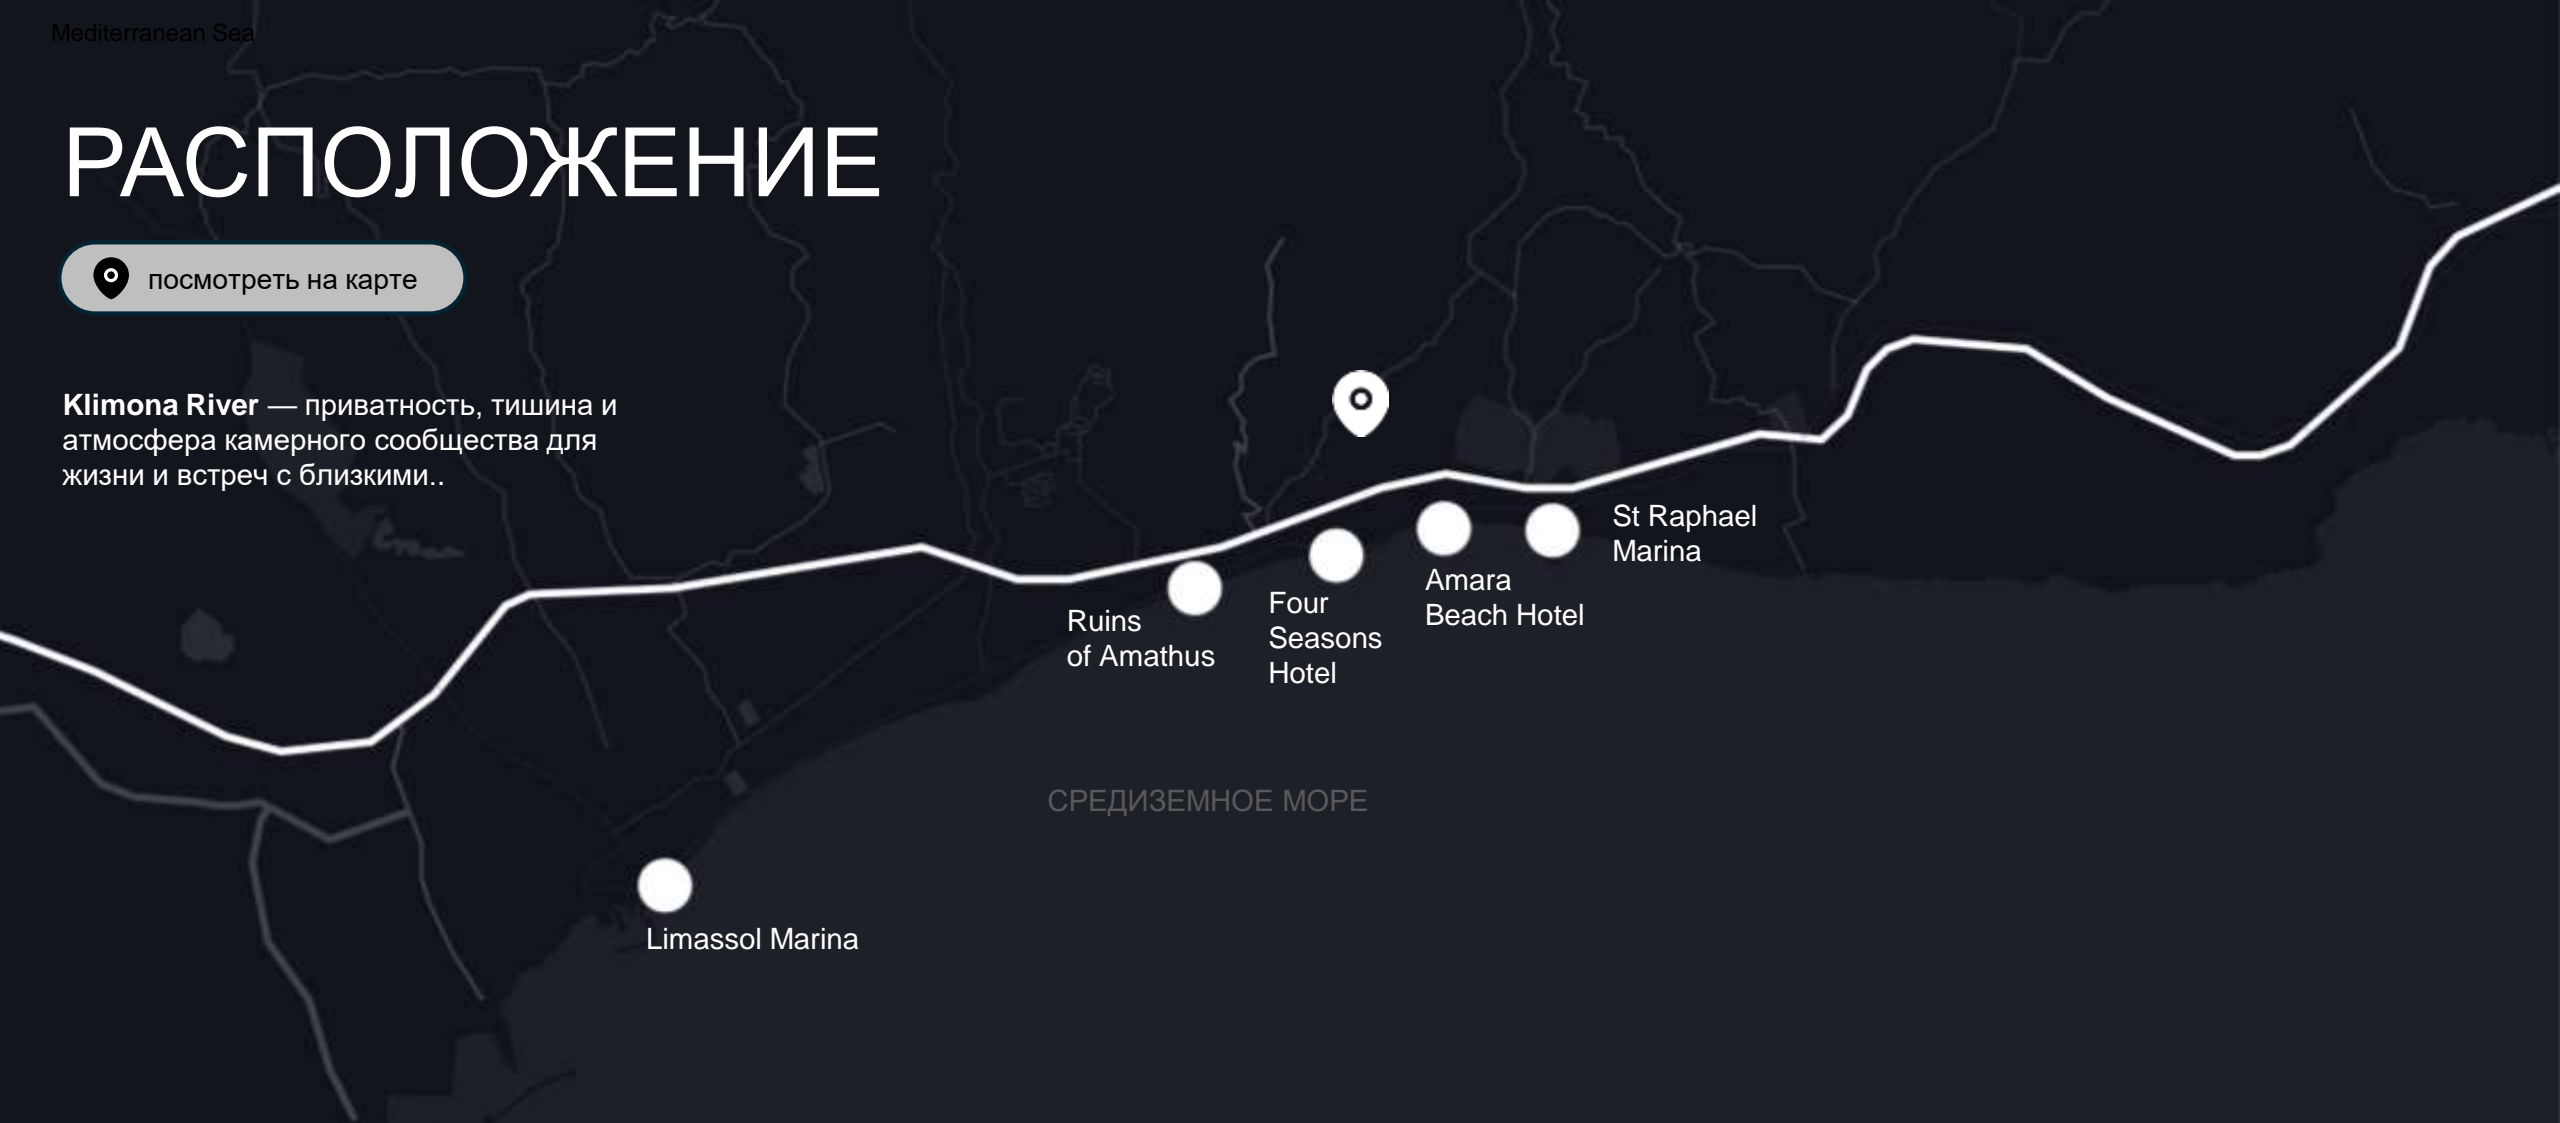 Mediterranean Sea
РАСПОЛОЖЕНИЕ
посмотреть на карте
Klimona River — приватность, тишина и
атмосфера камерного сообщества для
жизни и встреч с близкими..
St Raphael
Marina
Amara
Beach Hotel
Four
Seasons
Hotel
Ruins
of Amathus
СРЕДИЗЕМНОЕ МОРЕ
Limassol Marina